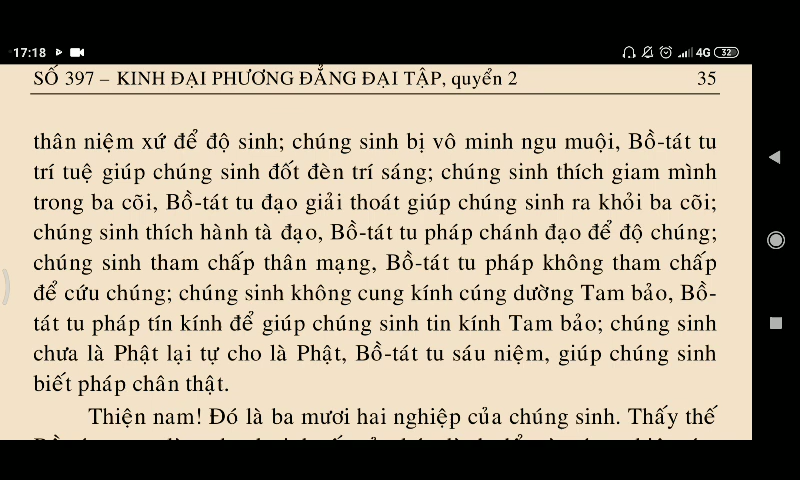 17:18
4G 32
SỐ 397 – KINH ĐẠI PHƯƠNG ĐẲNG ĐẠI TẬP, quyển 2 35
thân niệm xứ để độ sinh; chúng sinh bị vô minh ngu muội, Bồ-tát tu
trí tuệ giúp chúng sinh đốt đèn trí sáng; chúng sinh thích giam mình
trong ba cõi, Bồ-tát tu đạo giải thoát giúp chúng sinh ra khỏi ba cõi;
chúng sinh thích hành tà đạo, Bồ-tát tu pháp chánh đạo để độ chúng;
chúng sinh tham chấp thân mạng, Bồ-tát tu pháp không tham chấp
để cứu chúng; chúng sinh không cung kính cúng dường Tam bảo, Bồ-
tát tu pháp tín kính để giúp chúng sinh tin kính Tam bảo; chúng sinh
chưa là Phật lại tự cho là Phật, Bồ-tát tu sáu niệm, giúp chúng sinh
biết pháp chân thật.
Thiện nam! Đó là ba mươi hai nghiệp của chúng sinh. Thấy thế